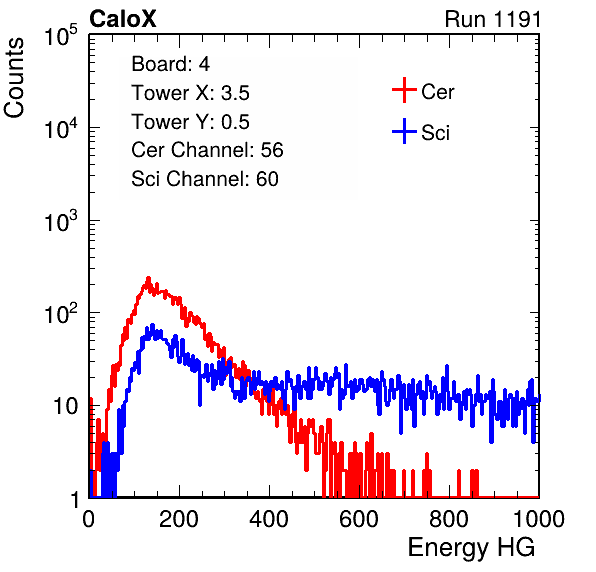 CaloX Run 1191
Counts
10^5
10^4
10^3
10^2
10
1
Board: 4
Tower X: 3.5
Tower Y: 0.5
Cer Channel: 56
Sci Channel: 60
Cer
Sci
0 200 400 600 800 1000
Energy HG